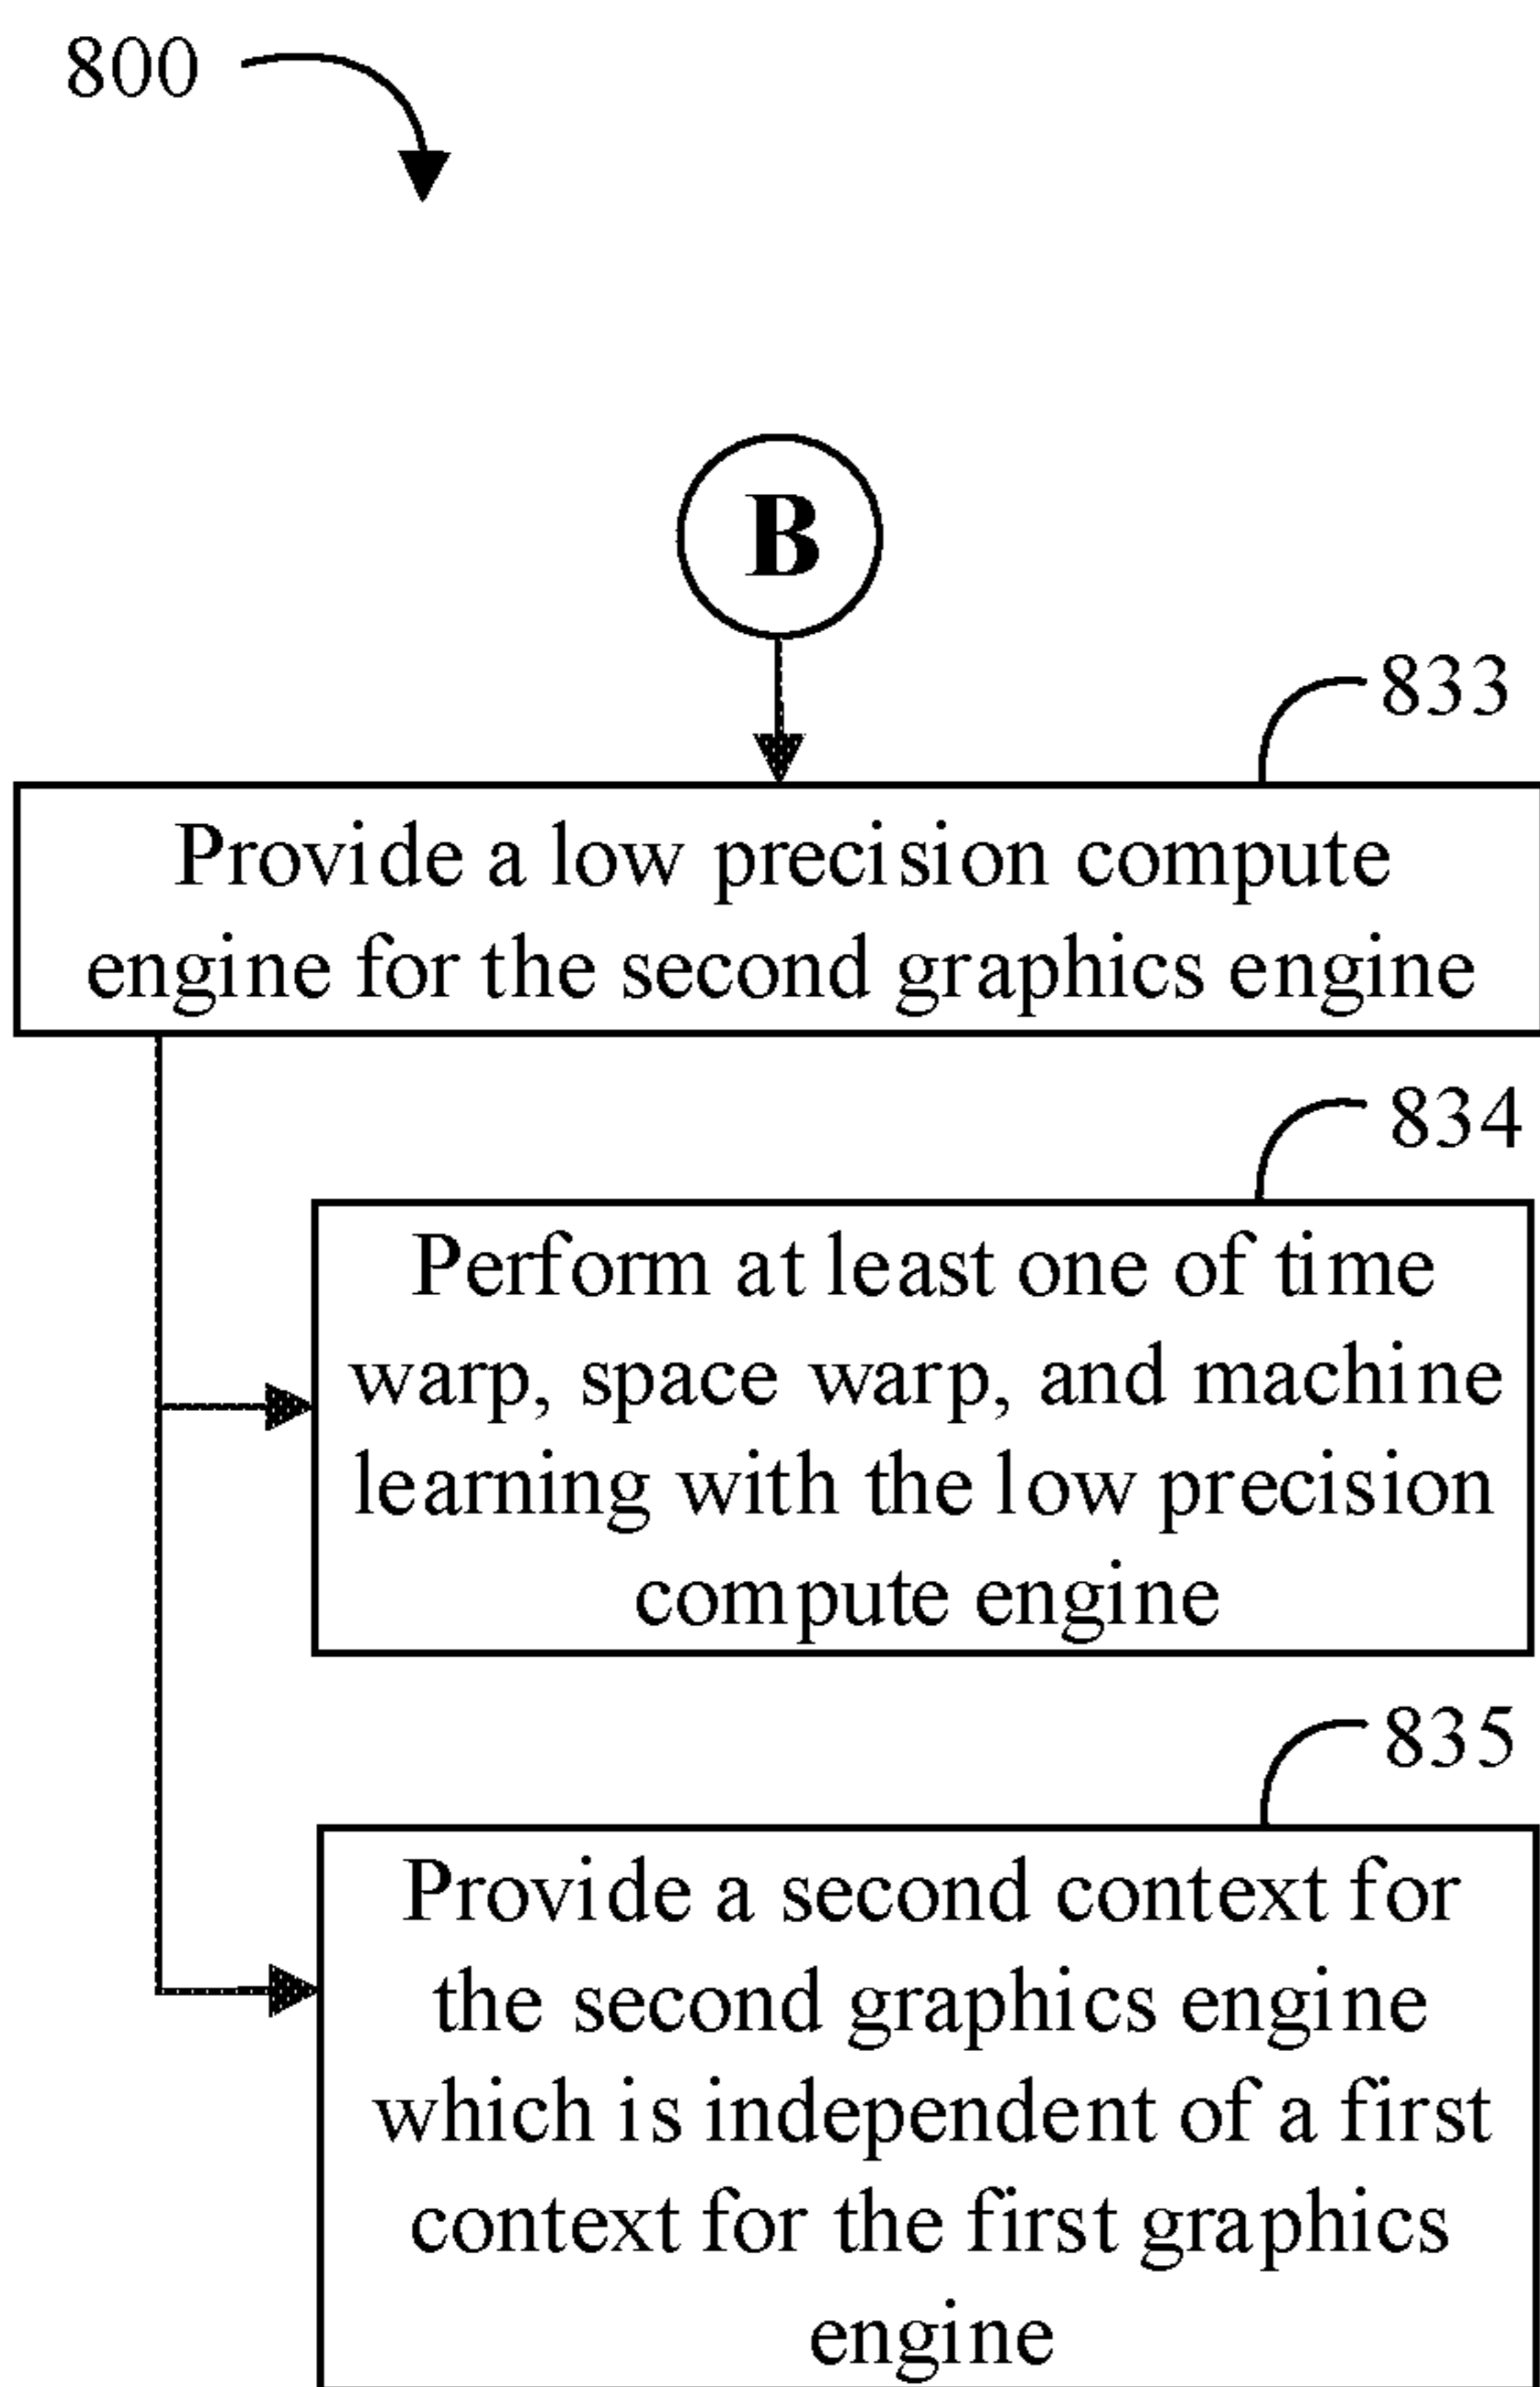 800
B
833
Provide a low precision compute
engine for the second graphics engine
834
Perform at least one of time
warp, space warp, and machine
learning with the low precision
compute engine
835
Provide a second context for
the second graphics engine
which is independent of a first
context for the first graphics
engine